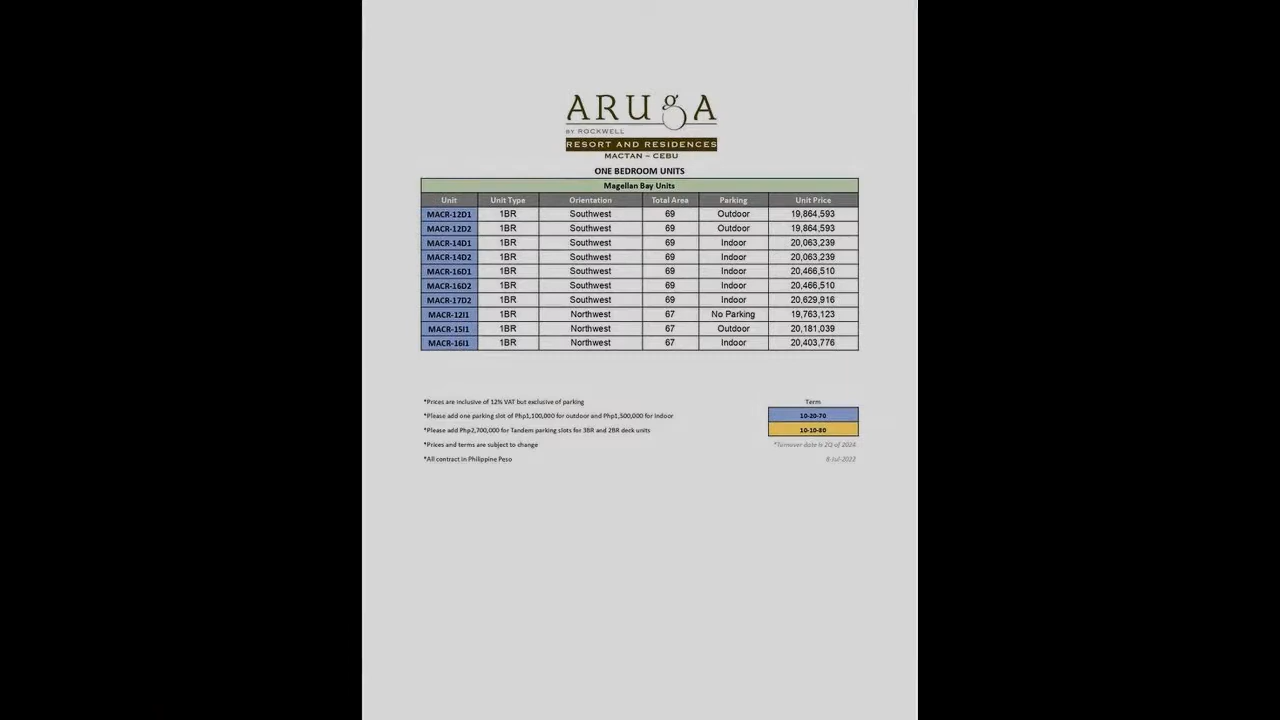 ARUgA
BY ROCKWELL
RESORT AND RESIDENCES
MACTAN – CEBU
ONE BEDROOM UNITS
Magellan Bay Units
Unit Unit Type Orientation Total Area Parking Unit Price
MACR-12D1 1BR Southwest 69 Outdoor 19,864,593
MACR-12D2 1BR Southwest 69 Outdoor 19,864,593
MACR-14D1 1BR Southwest 69 Indoor 20,063,239
MACR-14D2 1BR Southwest 69 Indoor 20,063,239
MACR-16D1 1BR Southwest 69 Indoor 20,466,510
MACR-16D2 1BR Southwest 69 Indoor 20,466,510
MACR-17D2 1BR Southwest 69 Indoor 20,629,916
MACR-12I1 1BR Northwest 67 No Parking 19,763,123
MACR-15I1 1BR Northwest 67 Outdoor 20,181,039
MACR-16I1 1BR Northwest 67 Indoor 20,403,776
*Prices are inclusive of 12% VAT but exclusive of parking Term
*Please add one parking slot of Php1,100,000 for outdoor and Php1,500,000 for indoor 10-20-70
*Please add Php2,700,000 for Tandem parking slots for 3BR and 2BR deck units 10-10-80
*Prices and terms are subject to change *Turnover date is 2Q of 2024
*All contract in Philippine Peso 8-Jul-2022